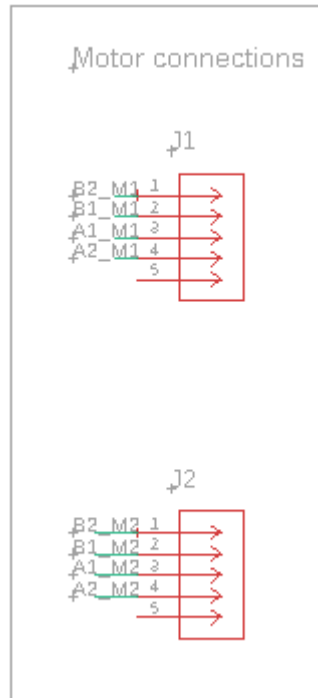 Motor connections
J1
B2_M1 1
B1_M1 2
A1_M1 3
A2_M1 4
5
J2
B2_M2 1
B1_M2 2
A1_M2 3
A2_M2 4
5